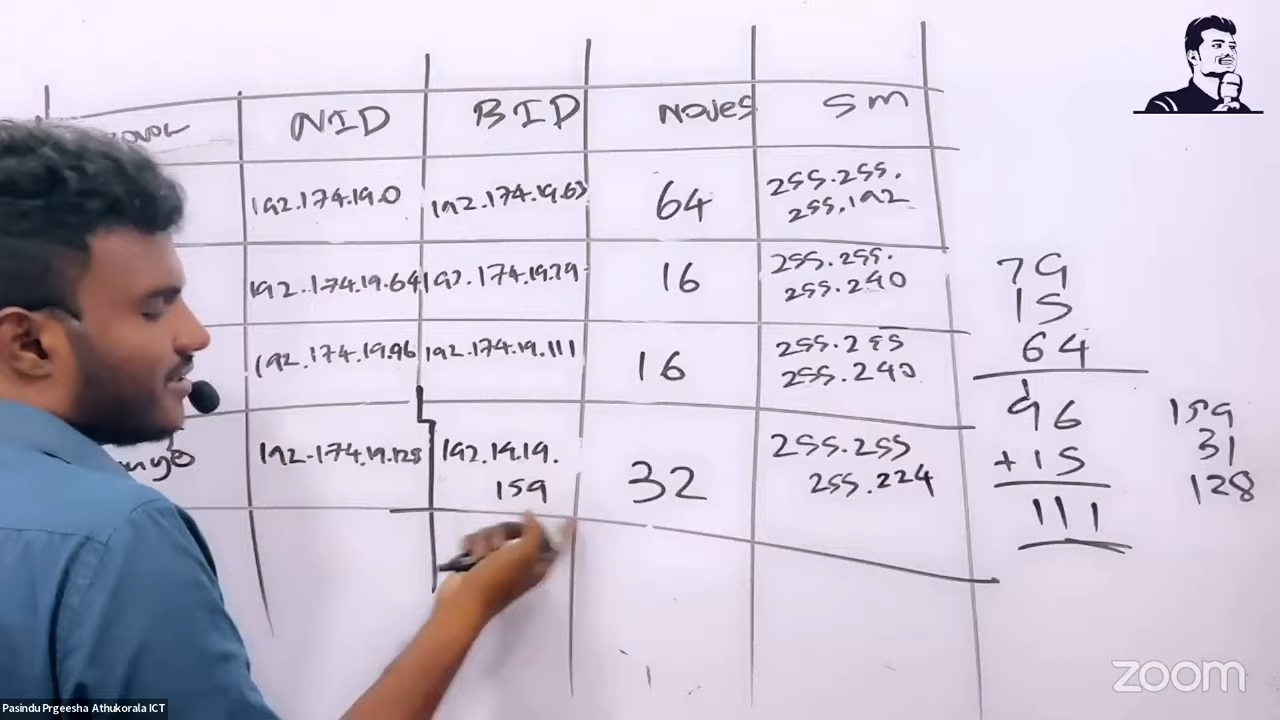 NID BID Nodes SM
192.174.19.0 192.174.19.63 64 255.255.
255.192
192.174.19.64 192.174.19.79 16 255.255.
255.240
192.174.19.96 192.174.19.111 16 255.255
255.240
192.174.19.128 192.19.19. 32 255.255
159 255.224
79
15
64
96
+15
111
159
31
128
zoom
Pasindu Prgeesha Athukorala ICT